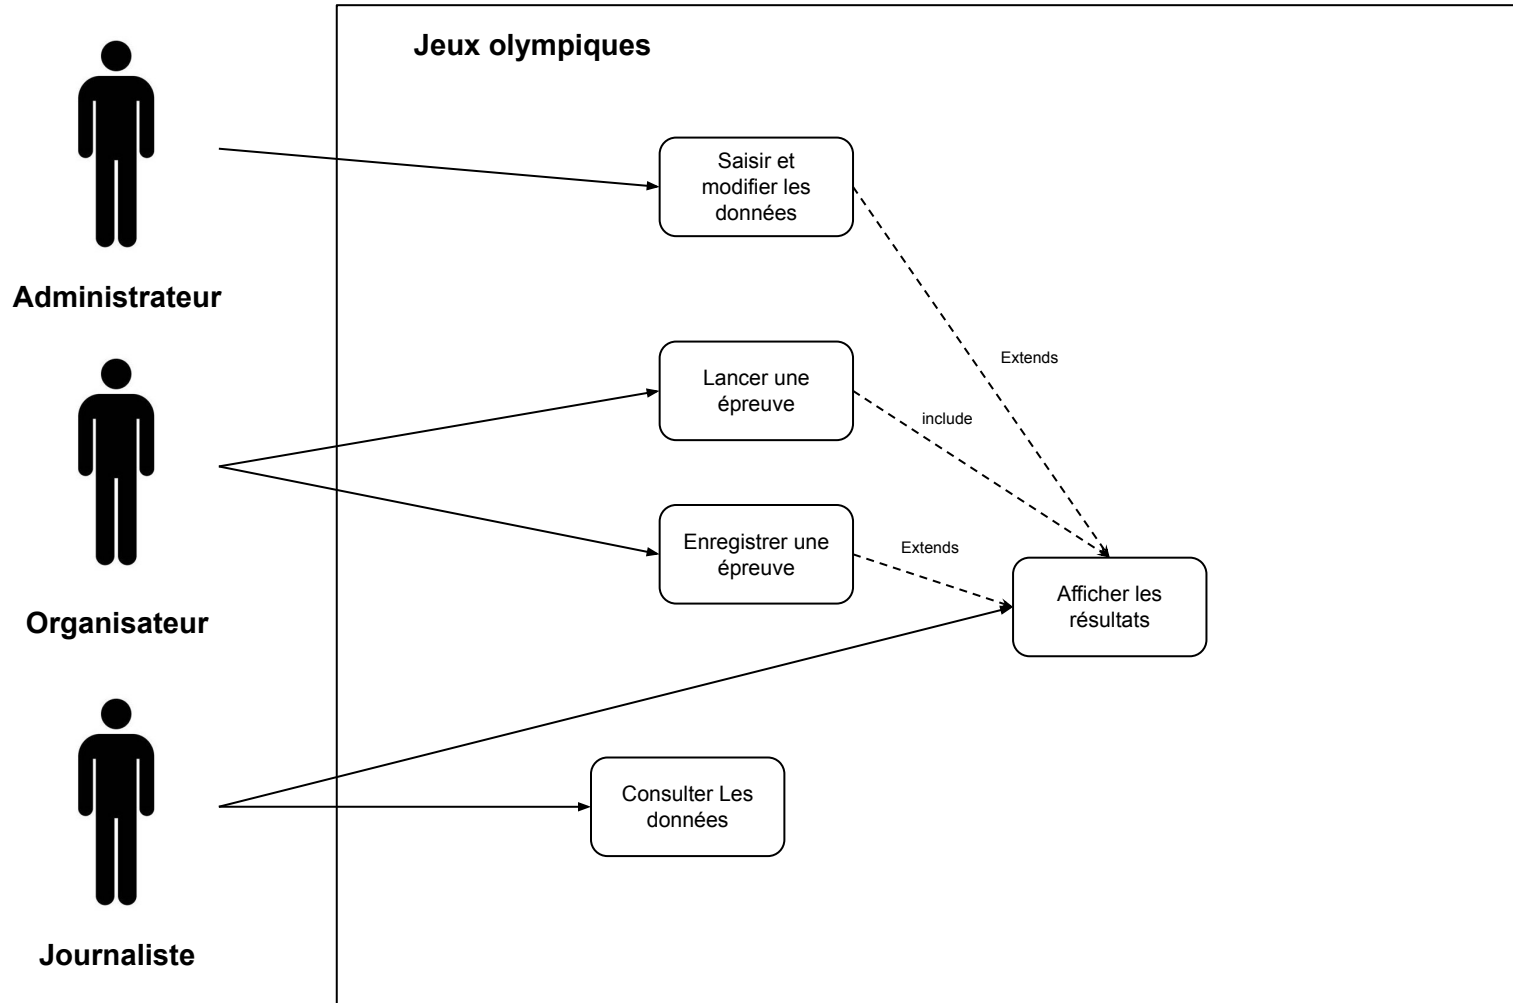 Jeux olympiques
Saisir et
modifier les
données
Administrateur
Extends
Lancer une
épreuve
include
Enregistrer une
épreuve
Extends
Afficher les
résultats
Organisateur
Consulter Les
données
Journaliste